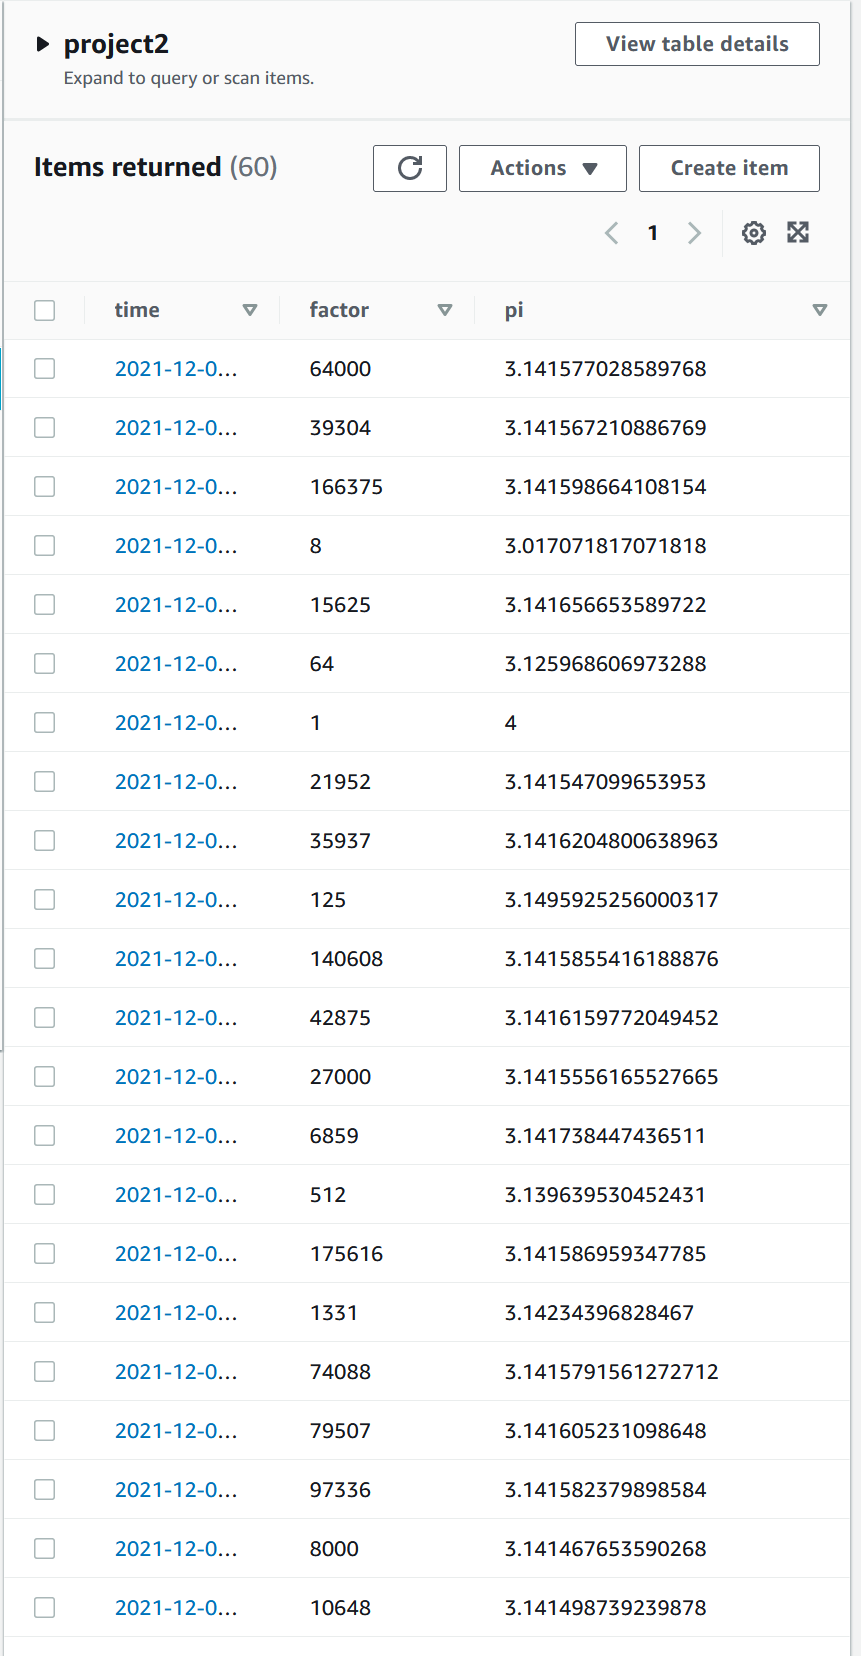 project2
View table details
Expand to query or scan items.
Items returned (60)
Actions
Create item
1
time factor pi
2021-12-0... 64000 3.141577028589768
2021-12-0... 39304 3.141567210886769
2021-12-0... 166375 3.141598664108154
2021-12-0... 8 3.017071817071818
2021-12-0... 15625 3.141656653589722
2021-12-0... 64 3.125968606973288
2021-12-0... 1 4
2021-12-0... 21952 3.141547099653953
2021-12-0... 35937 3.1416204800638963
2021-12-0... 125 3.1495925256000317
2021-12-0... 140608 3.1415855416188876
2021-12-0... 42875 3.1416159772049452
2021-12-0... 27000 3.1415556165527665
2021-12-0... 6859 3.141738447436511
2021-12-0... 512 3.139639530452431
2021-12-0... 175616 3.141586959347785
2021-12-0... 1331 3.14234396828467
2021-12-0... 74088 3.1415791561272712
2021-12-0... 79507 3.141605231098648
2021-12-0... 97336 3.141582379898584
2021-12-0... 8000 3.141467653590268
2021-12-0... 10648 3.141498739239878